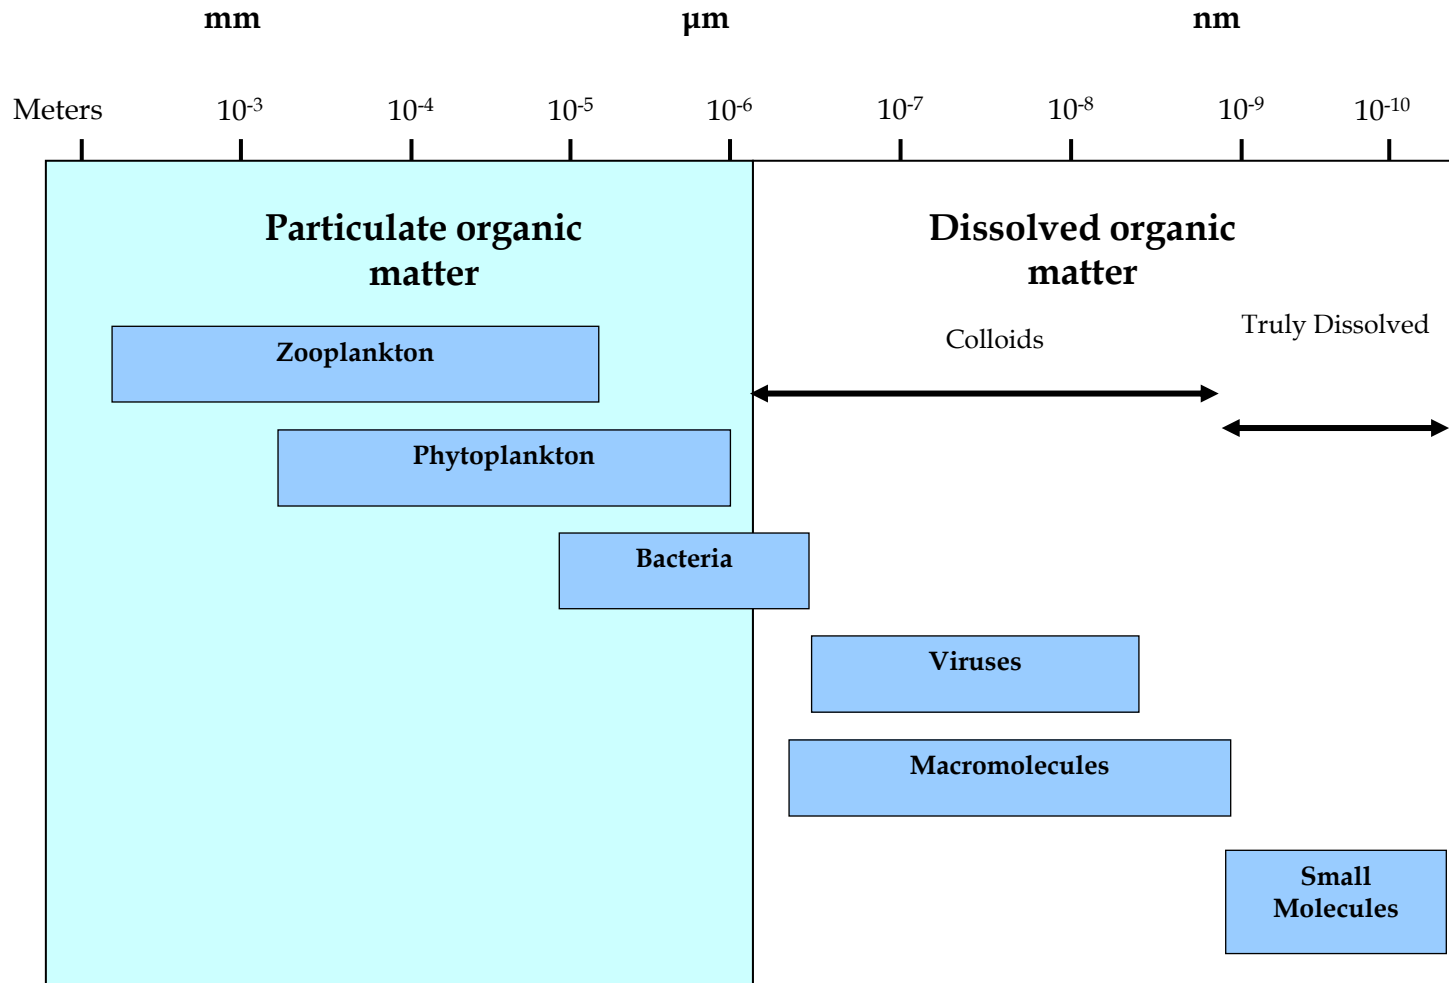 mm µm nm
Meters 10⁻³ 10⁻⁴ 10⁻⁵ 10⁻⁶ 10⁻⁷ 10⁻⁸ 10⁻⁹ 10⁻¹⁰
Particulate organic
matter
Dissolved organic
matter
Colloids
Truly Dissolved
Zooplankton
Phytoplankton
Bacteria
Viruses
Macromolecules
Small
Molecules